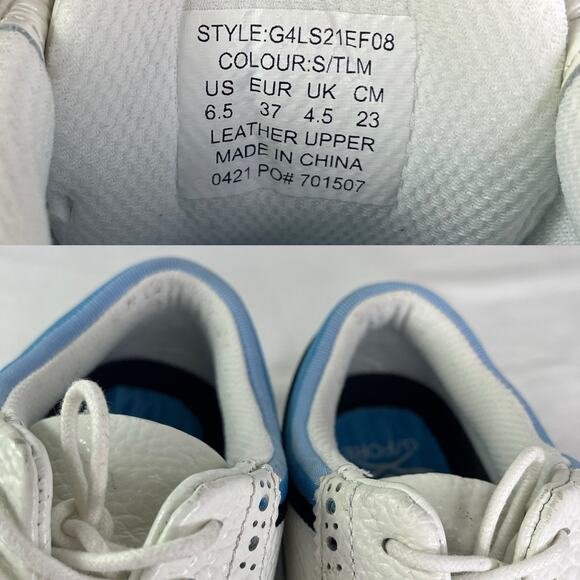 STYLE:G4LS21EF08
COLOUR:S/TLM
US EUR UK CM
6.5 37 4.5 23
LEATHER UPPER
MADE IN CHINA
0421 PO# 701507